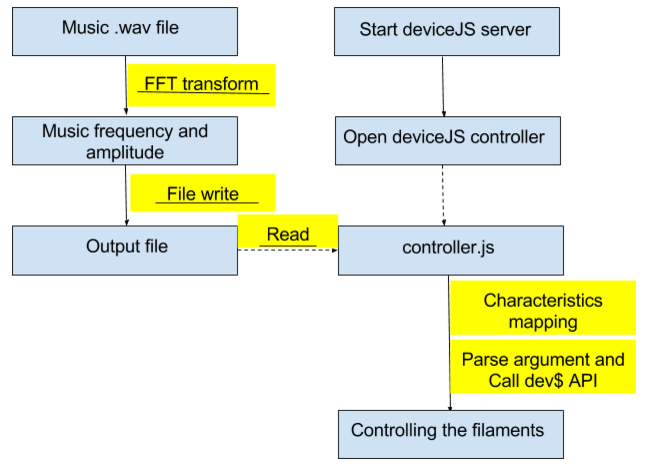 Music .wav file
Start deviceJS server
FFT transform
Music frequency and
amplitude
Open deviceJS controller
File write
Output file
Read
controller.js
Characteristics
mapping
Parse argument and
Call dev$ API
Controlling the filaments